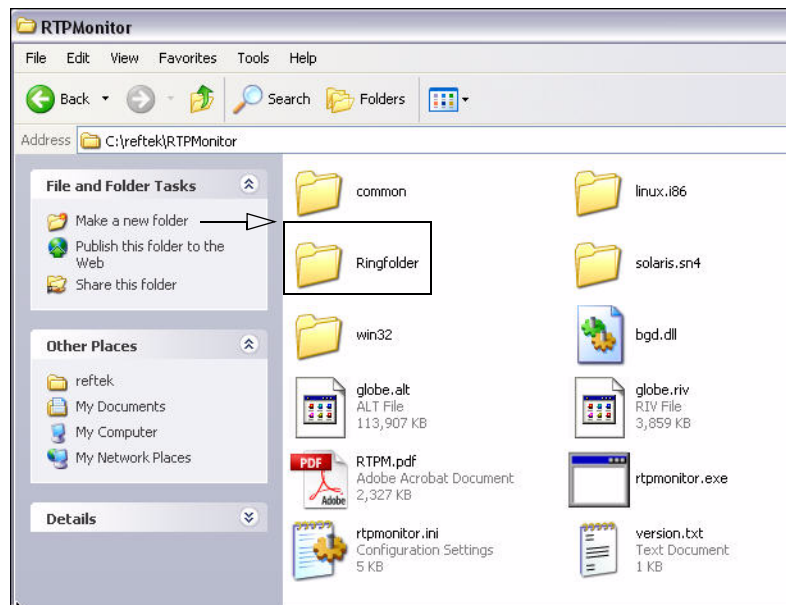 RTPMonitor
File Edit View Favorites Tools Help
Back Search Folders
Address C:\reftek\RTPMonitor
File and Folder Tasks
Make a new folder
Publish this folder to the
Web
Share this folder
Other Places
reftek
My Documents
My Computer
My Network Places
Details
common
linux.i86
Ringfolder
solaris.sn4
win32
bgd.dll
globe.alt
ALT File
113,907 KB
globe.riv
RIV File
3,859 KB
PDF
Adobe
RTPM.pdf
Adobe Acrobat Document
2,327 KB
rtpmonitor.exe
rtpmonitor.ini
Configuration Settings
5 KB
version.txt
Text Document
1 KB